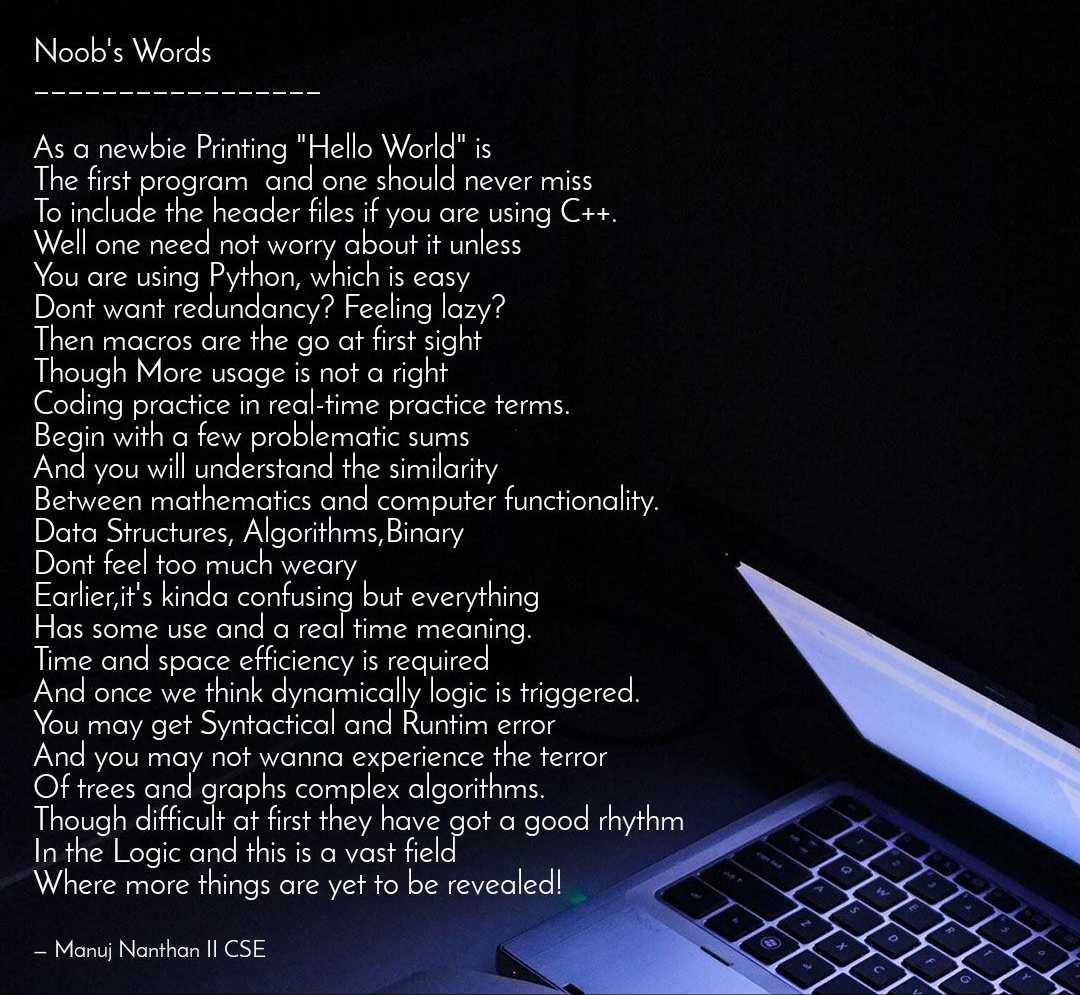 Noob's Words
_________________
As a newbie Printing "Hello World" is
The first program  and one should never miss
To include the header files if you are using C++.
Well one need not worry about it unless
You are using Python, which is easy
Dont want redundancy? Feeling lazy?
Then macros are the go at first sight
Though More usage is not a right
Coding practice in real-time practice terms.
Begin with a few problematic sums
And you will understand the similarity
Between mathematics and computer functionality.
Data Structures, Algorithms,Binary
Dont feel too much weary
Earlier,it's kinda confusing but everything
Has some use and a real time meaning.
Time and space efficiency is required
And once we think dynamically logic is triggered.
You may get Syntactical and Runtim error
And you may not wanna experience the terror
Of trees and graphs complex algorithms.
Though difficult at first they have got a good rhythm
In the Logic and this is a vast field
Where more things are yet to be revealed!
– Manuj Nanthan II CSE